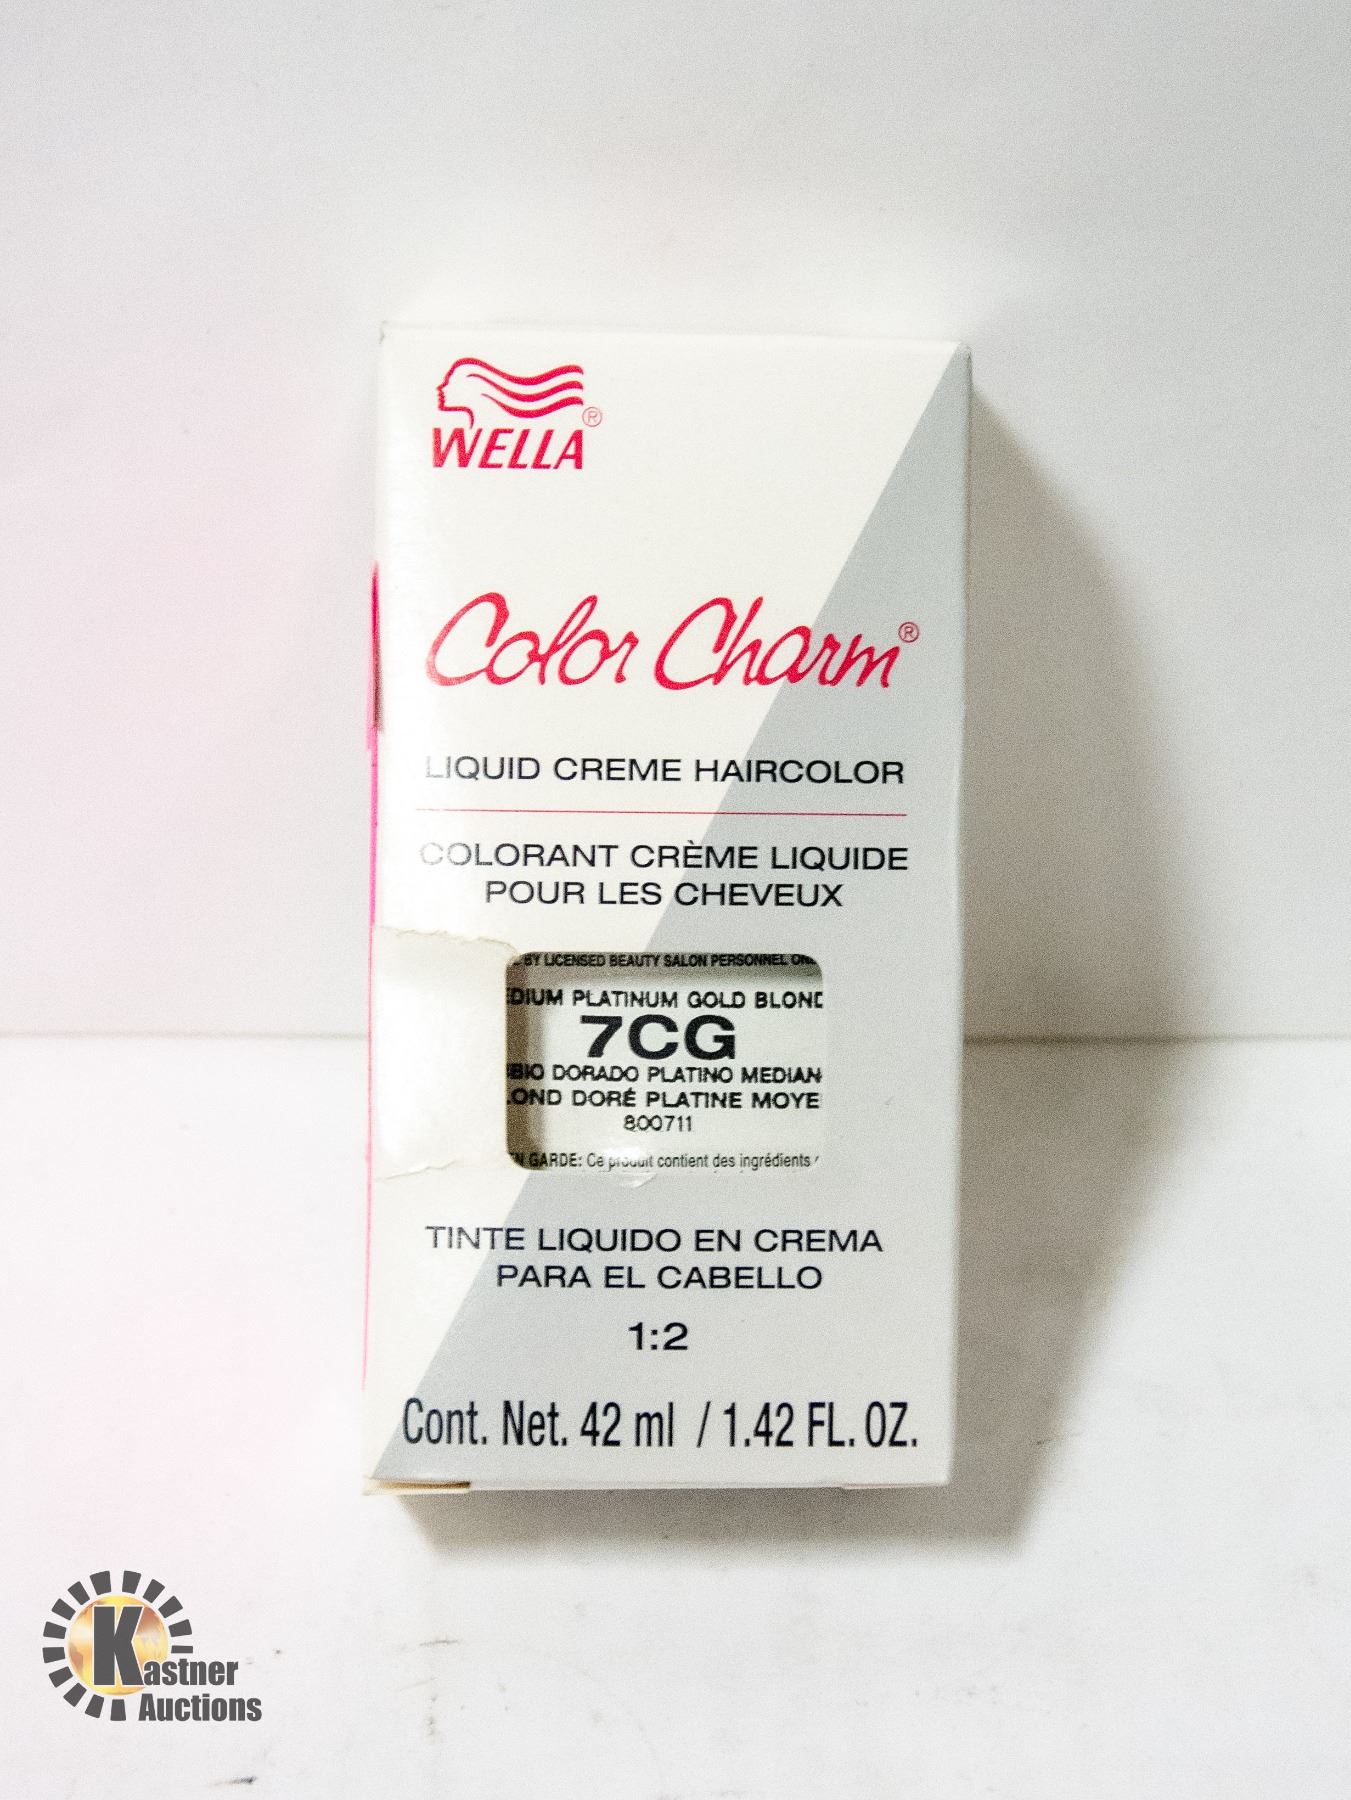 WELLA®
Color Charm®
LIQUID CREME HAIRCOLOR
COLORANT CRÈME LIQUIDE
POUR LES CHEVEUX
BY LICENSED BEAUTY SALON PERSONNEL
DIUM PLATINUM GOLD BLOND
7CG
BIO DORADO PLATINO MEDIAN
LOND DORÉ PLATINE MOYE
800711
N GARDE: Ce produit contient des ingrédients
TINTE LIQUIDO EN CREMA
PARA EL CABELLO
1:2
Cont. Net. 42 ml / 1.42 FL. OZ.
Kastner
Auctions